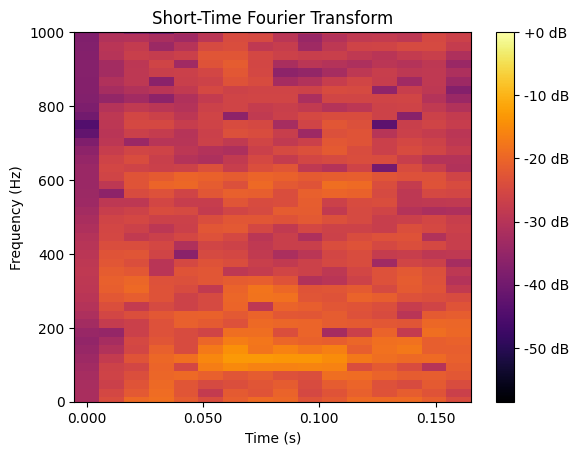 Short-Time Fourier Transform
1000
800
600
400
200
0
Frequency (Hz)
0.000
0.050
0.100
0.150
Time (s)
+0 dB
-10 dB
-20 dB
-30 dB
-40 dB
-50 dB